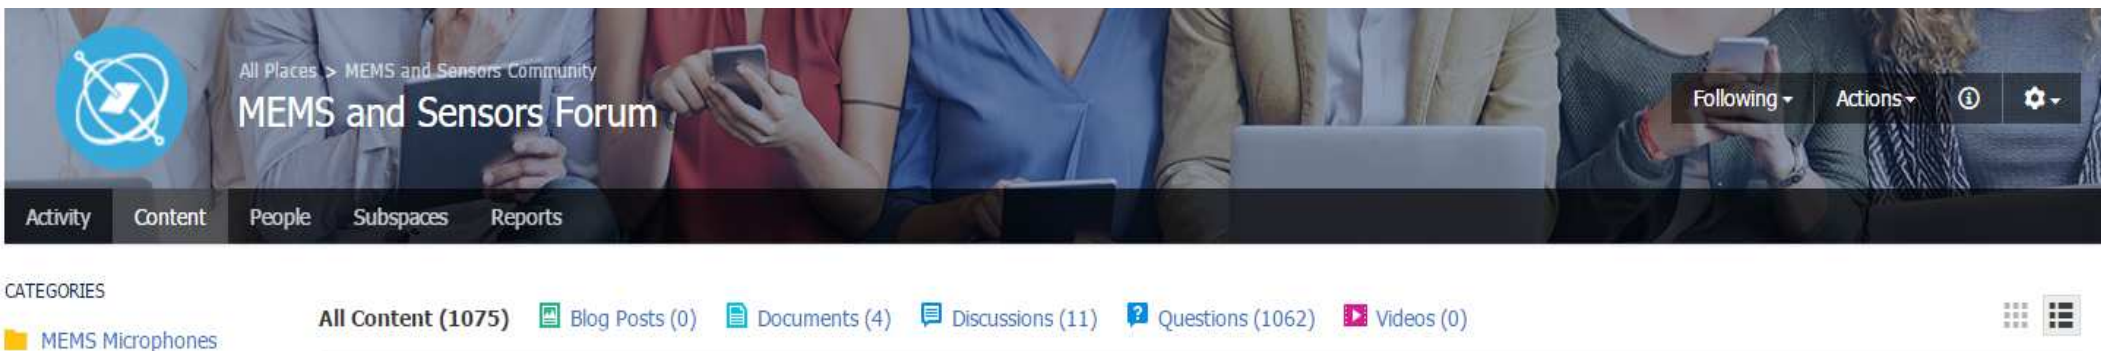 All Places > MEMS and Sensors Community
MEMS and Sensors Forum
Following Actions
Activity Content People Subspaces Reports
CATEGORIES
All Content (1075) Blog Posts (0) Documents (4) Discussions (11) Questions (1062) Videos (0)
MEMS Microphones